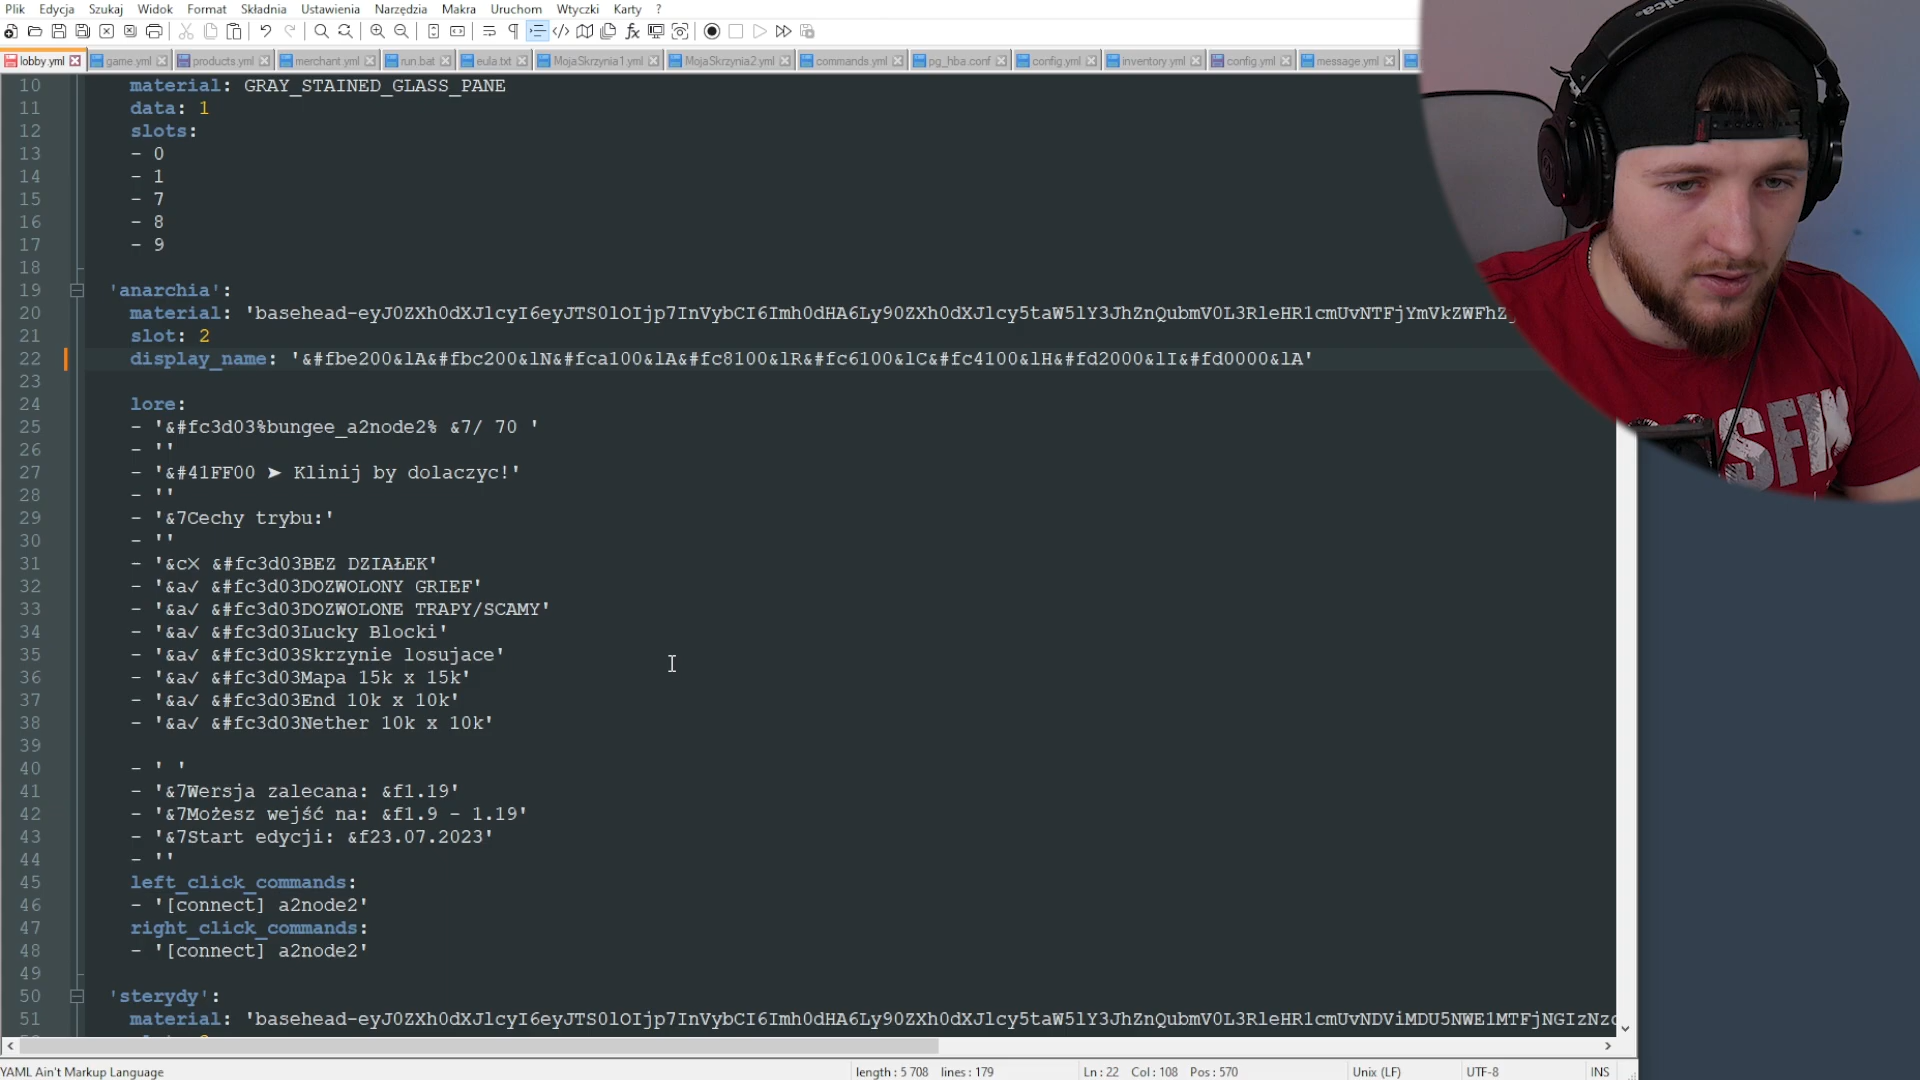 Plik Edycja Szukaj Widok Format Składnia Ustawienia Narzędzia Makra Uruchom Wtyczki Karty ?
lobby.yml game.yml products.yml merchant.yml run.bat eula.txt MojaSkrzynia1.yml MojaSkrzynia2.yml commands.yml pg_hba.conf config.yml inventory.yml config.yml message.yml
10 material: GRAY_STAINED_GLASS_PANE
11 data: 1
12 slots:
13 - 0
14 - 1
15 - 7
16 - 8
17 - 9
18
19 'anarchia':
20 material: 'basehead-eyJ0ZXh0dXJlcyI6eyJTS0lOIjp7InVybCI6Imh0dHA6Ly90ZXh0dXJlcy5taW5lY3JhZnQubmV0L3RleHR1cmUvNTFjYmVkZWFhZ
21 slot: 2
22 display_name: '&#fbe200&lA&#fbc200&lN&#fca100&lA&#fc8100&lR&#fc6100&lC&#fc4100&lH&#fd2000&lI&#fd0000&lA'
23
24 lore:
25 - '&#fc3d03%bungee_a2node2% &7/ 70 '
26 - ''
27 - '&#41FF00 ➤ Klinij by dolaczyc!'
28 - ''
29 - '&7Cechy trybu:'
30 - ''
31 - '&c✕ &#fc3d03BEZ DZIAŁEK'
32 - '&a✓ &#fc3d03DOZWOLONY GRIEF'
33 - '&a✓ &#fc3d03DOZWOLONE TRAPY/SCAMY'
34 - '&a✓ &#fc3d03Lucky Blocki'
35 - '&a✓ &#fc3d03Skrzynie losujace'
36 - '&a✓ &#fc3d03Mapa 15k x 15k'
37 - '&a✓ &#fc3d03End 10k x 10k'
38 - '&a✓ &#fc3d03Nether 10k x 10k'
39
40 - ' '
41 - '&7Wersja zalecana: &f1.19'
42 - '&7Możesz wejść na: &f1.9 - 1.19'
43 - '&7Start edycji: &f23.07.2023'
44 - ''
45 left_click_commands:
46 - '[connect] a2node2'
47 right_click_commands:
48 - '[connect] a2node2'
49
50 'sterydy':
51 material: 'basehead-eyJ0ZXh0dXJlcyI6eyJTS0lOIjp7InVybCI6Imh0dHA6Ly90ZXh0dXJlcy5taW5lY3JhZnQubmV0L3RleHR1cmUvNDViMDU5NWE1MTFjNGIzNz
YAML Ain't Markup Language length : 5 708 lines : 179 Ln : 22 Col : 108 Pos : 570 Unix (LF) UTF-8 INS